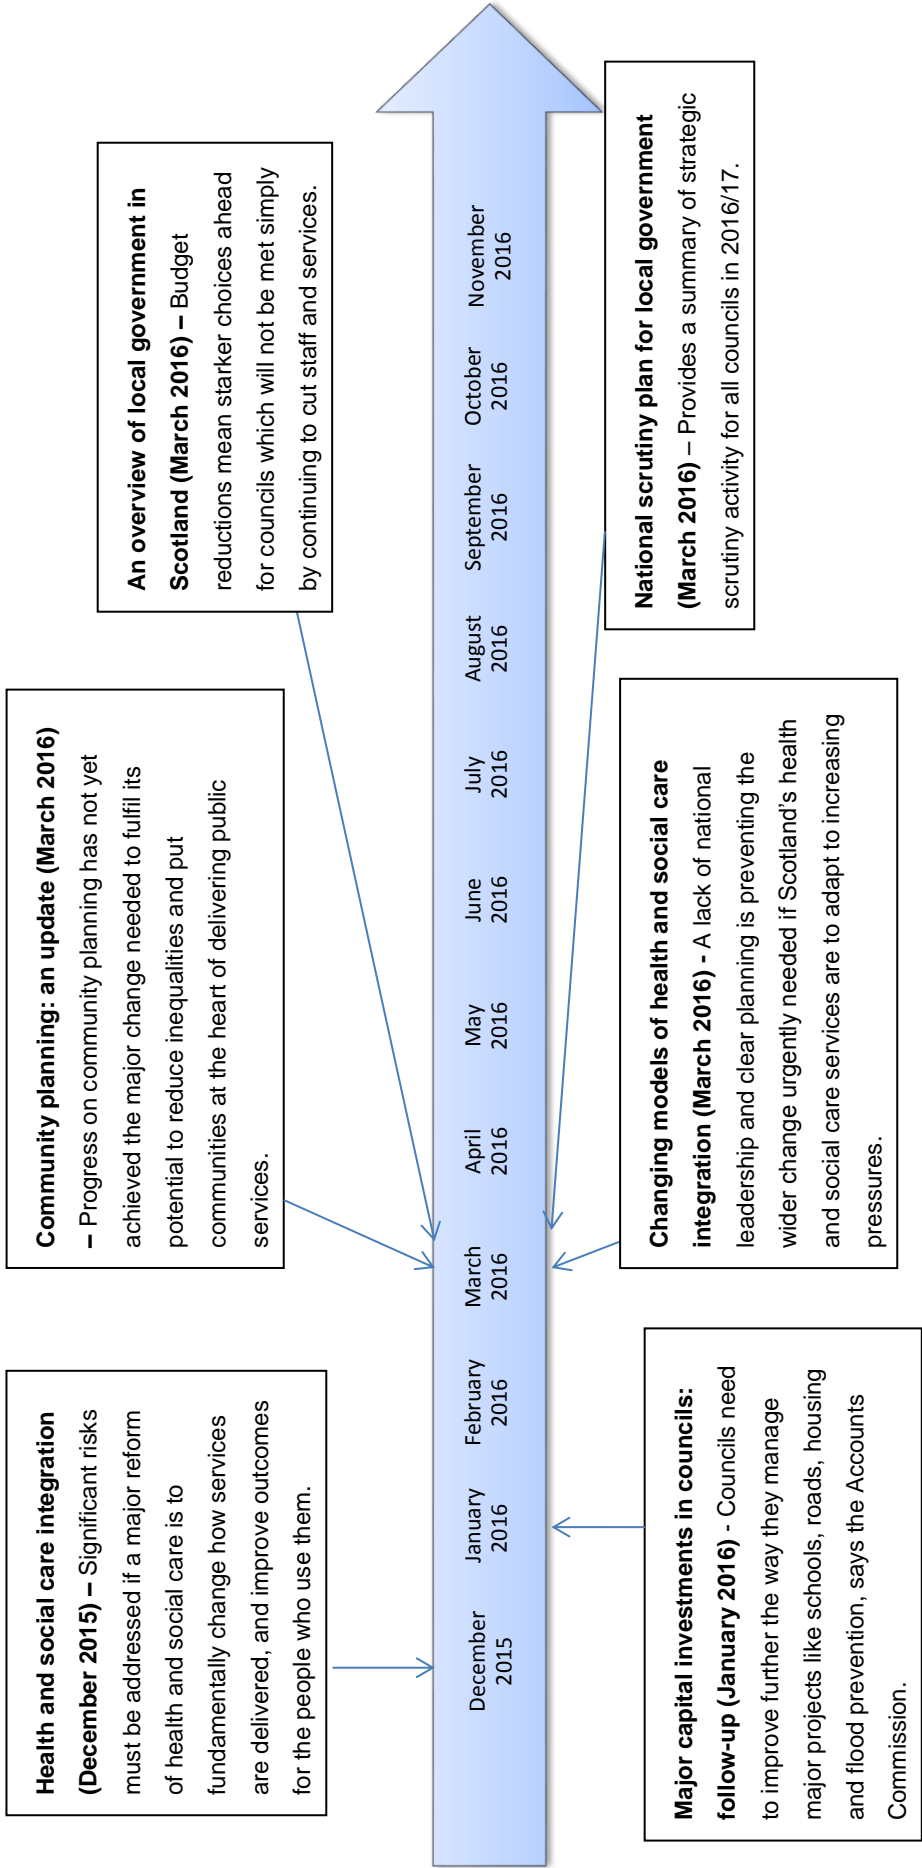 Health and social care integration
(December 2015) – Significant risks
must be addressed if a major reform
of health and social care is to
fundamentally change how services
are delivered, and improve outcomes
for the people who use them.
Community planning: an update (March 2016)
– Progress on community planning has not yet
achieved the major change needed to fulfil its
potential to reduce inequalities and put
communities at the heart of delivering public
services.
An overview of local government in
Scotland (March 2016) – Budget
reductions mean starker choices ahead
for councils which will not be met simply
by continuing to cut staff and services.
December
2015
January
2016
February
2016
March
2016
April
2016
May
2016
June
2016
July
2016
August
2016
September
2016
October
2016
November
2016
Major capital investments in councils:
follow-up (January 2016) - Councils need
to improve further the way they manage
major projects like schools, roads, housing
and flood prevention, says the Accounts
Commission.
Changing models of health and social care
integration (March 2016) - A lack of national
leadership and clear planning is preventing the
wider change urgently needed if Scotland’s health
and social care services are to adapt to increasing
pressures.
National scrutiny plan for local government
(March 2016) – Provides a summary of strategic
scrutiny activity for all councils in 2016/17.